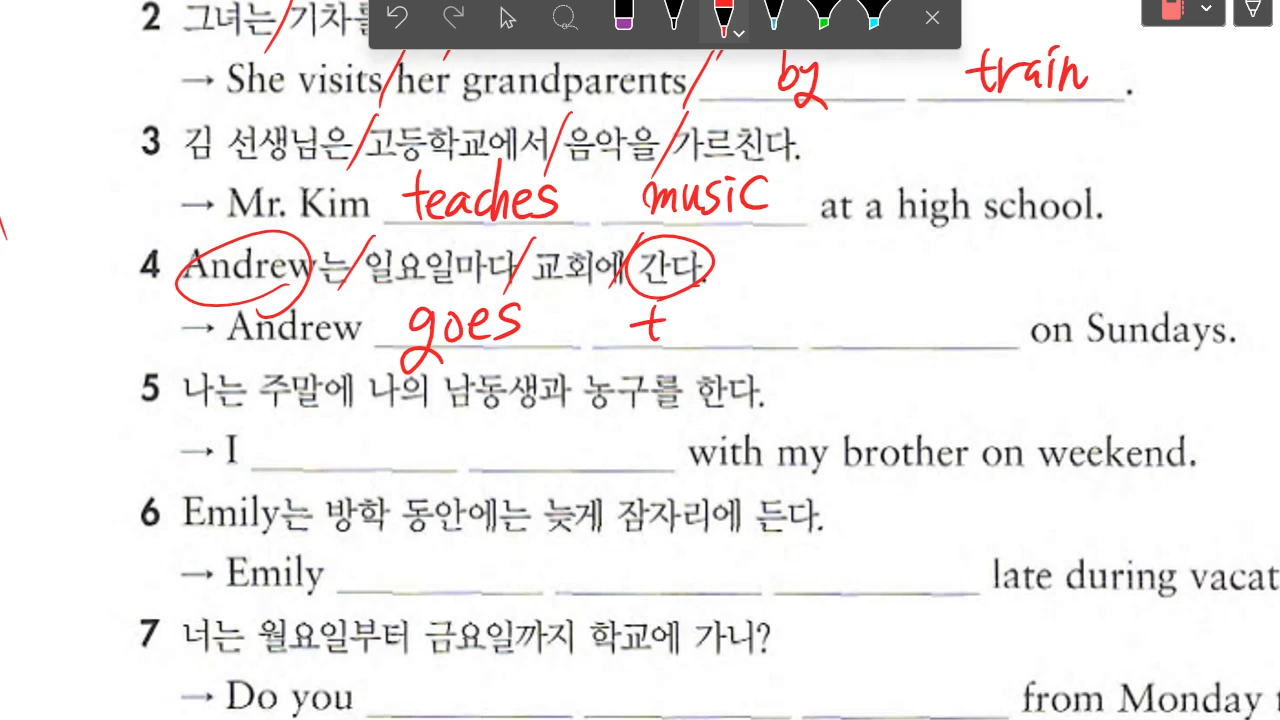 2 그녀는/기차를
→ She visits/her grandparents/ by train.
3 김 선생님은/고등학교에서/음악을/가르친다.
→ Mr. Kim teaches music at a high school.
4 Andrew는/일요일마다/교회에/간다.
→ Andrew goes t on Sundays.
5 나는 주말에 나의 남동생과 농구를 한다.
→ I with my brother on weekend.
6 Emily는 방학 동안에는 늦게 잠자리에 든다.
→ Emily late during vacat
7 너는 월요일부터 금요일까지 학교에 가니?
→ Do you from Monday